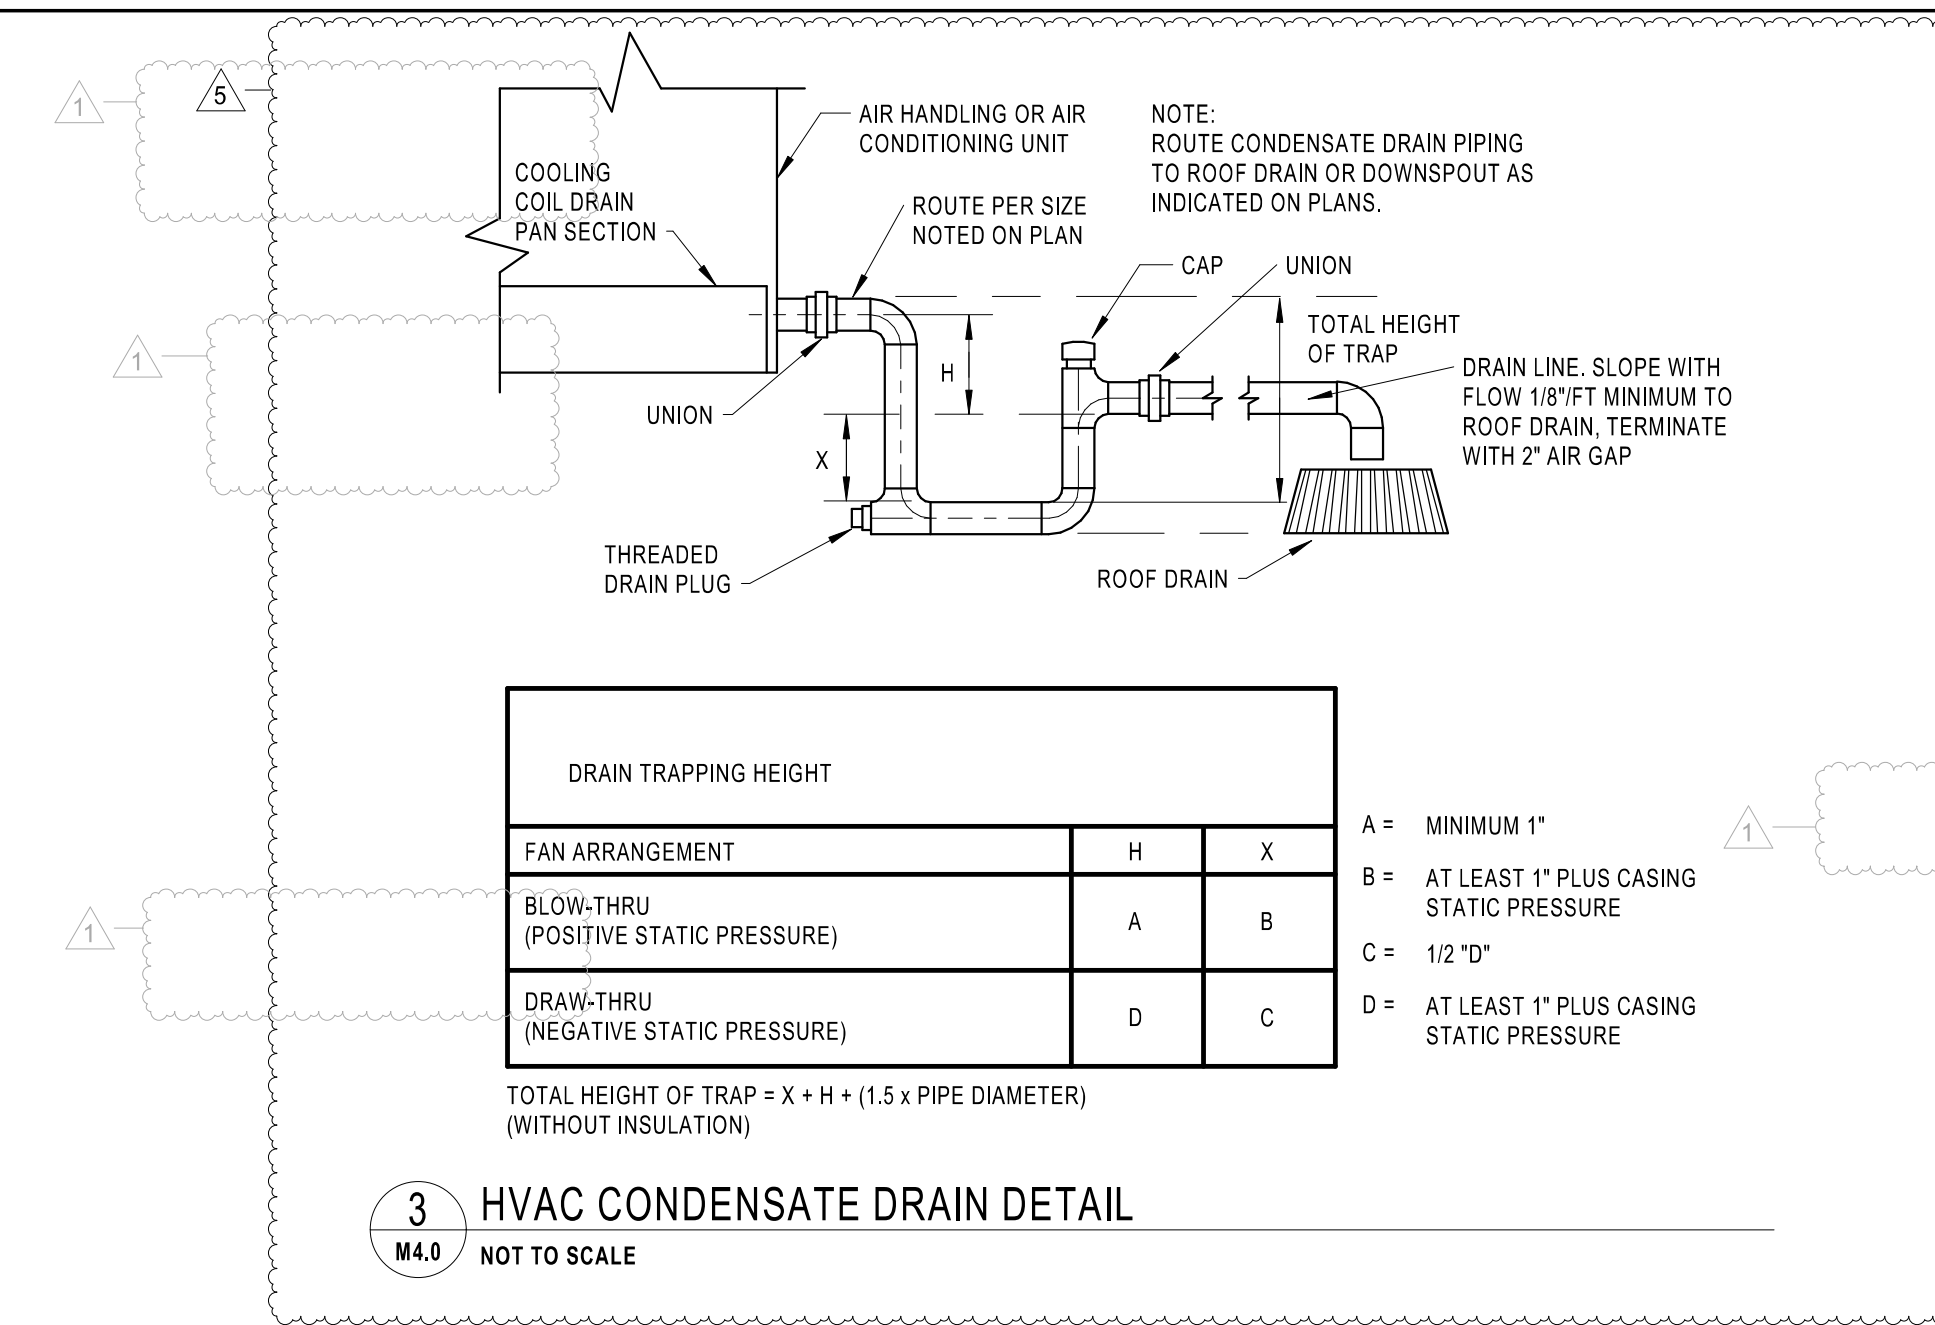 1
5
AIR HANDLING OR AIR
CONDITIONING UNIT
NOTE:
ROUTE CONDENSATE DRAIN PIPING
TO ROOF DRAIN OR DOWNSPOUT AS
INDICATED ON PLANS.
COOLING
COIL DRAIN
PAN SECTION
ROUTE PER SIZE
NOTED ON PLAN
CAP
UNION
1
TOTAL HEIGHT
OF TRAP
H
DRAIN LINE. SLOPE WITH
FLOW 1/8"/FT MINIMUM TO
ROOF DRAIN, TERMINATE
WITH 2" AIR GAP
UNION
X
THREADED
DRAIN PLUG
ROOF DRAIN
DRAIN TRAPPING HEIGHT
FAN ARRANGEMENT H X
BLOW-THRU
(POSITIVE STATIC PRESSURE) A B
DRAW-THRU
(NEGATIVE STATIC PRESSURE) D C
A = MINIMUM 1"
B = AT LEAST 1" PLUS CASING
STATIC PRESSURE
C = 1/2 "D"
D = AT LEAST 1" PLUS CASING
STATIC PRESSURE
1
1
TOTAL HEIGHT OF TRAP = X + H + (1.5 x PIPE DIAMETER)
(WITHOUT INSULATION)
3
M4.0
HVAC CONDENSATE DRAIN DETAIL
NOT TO SCALE